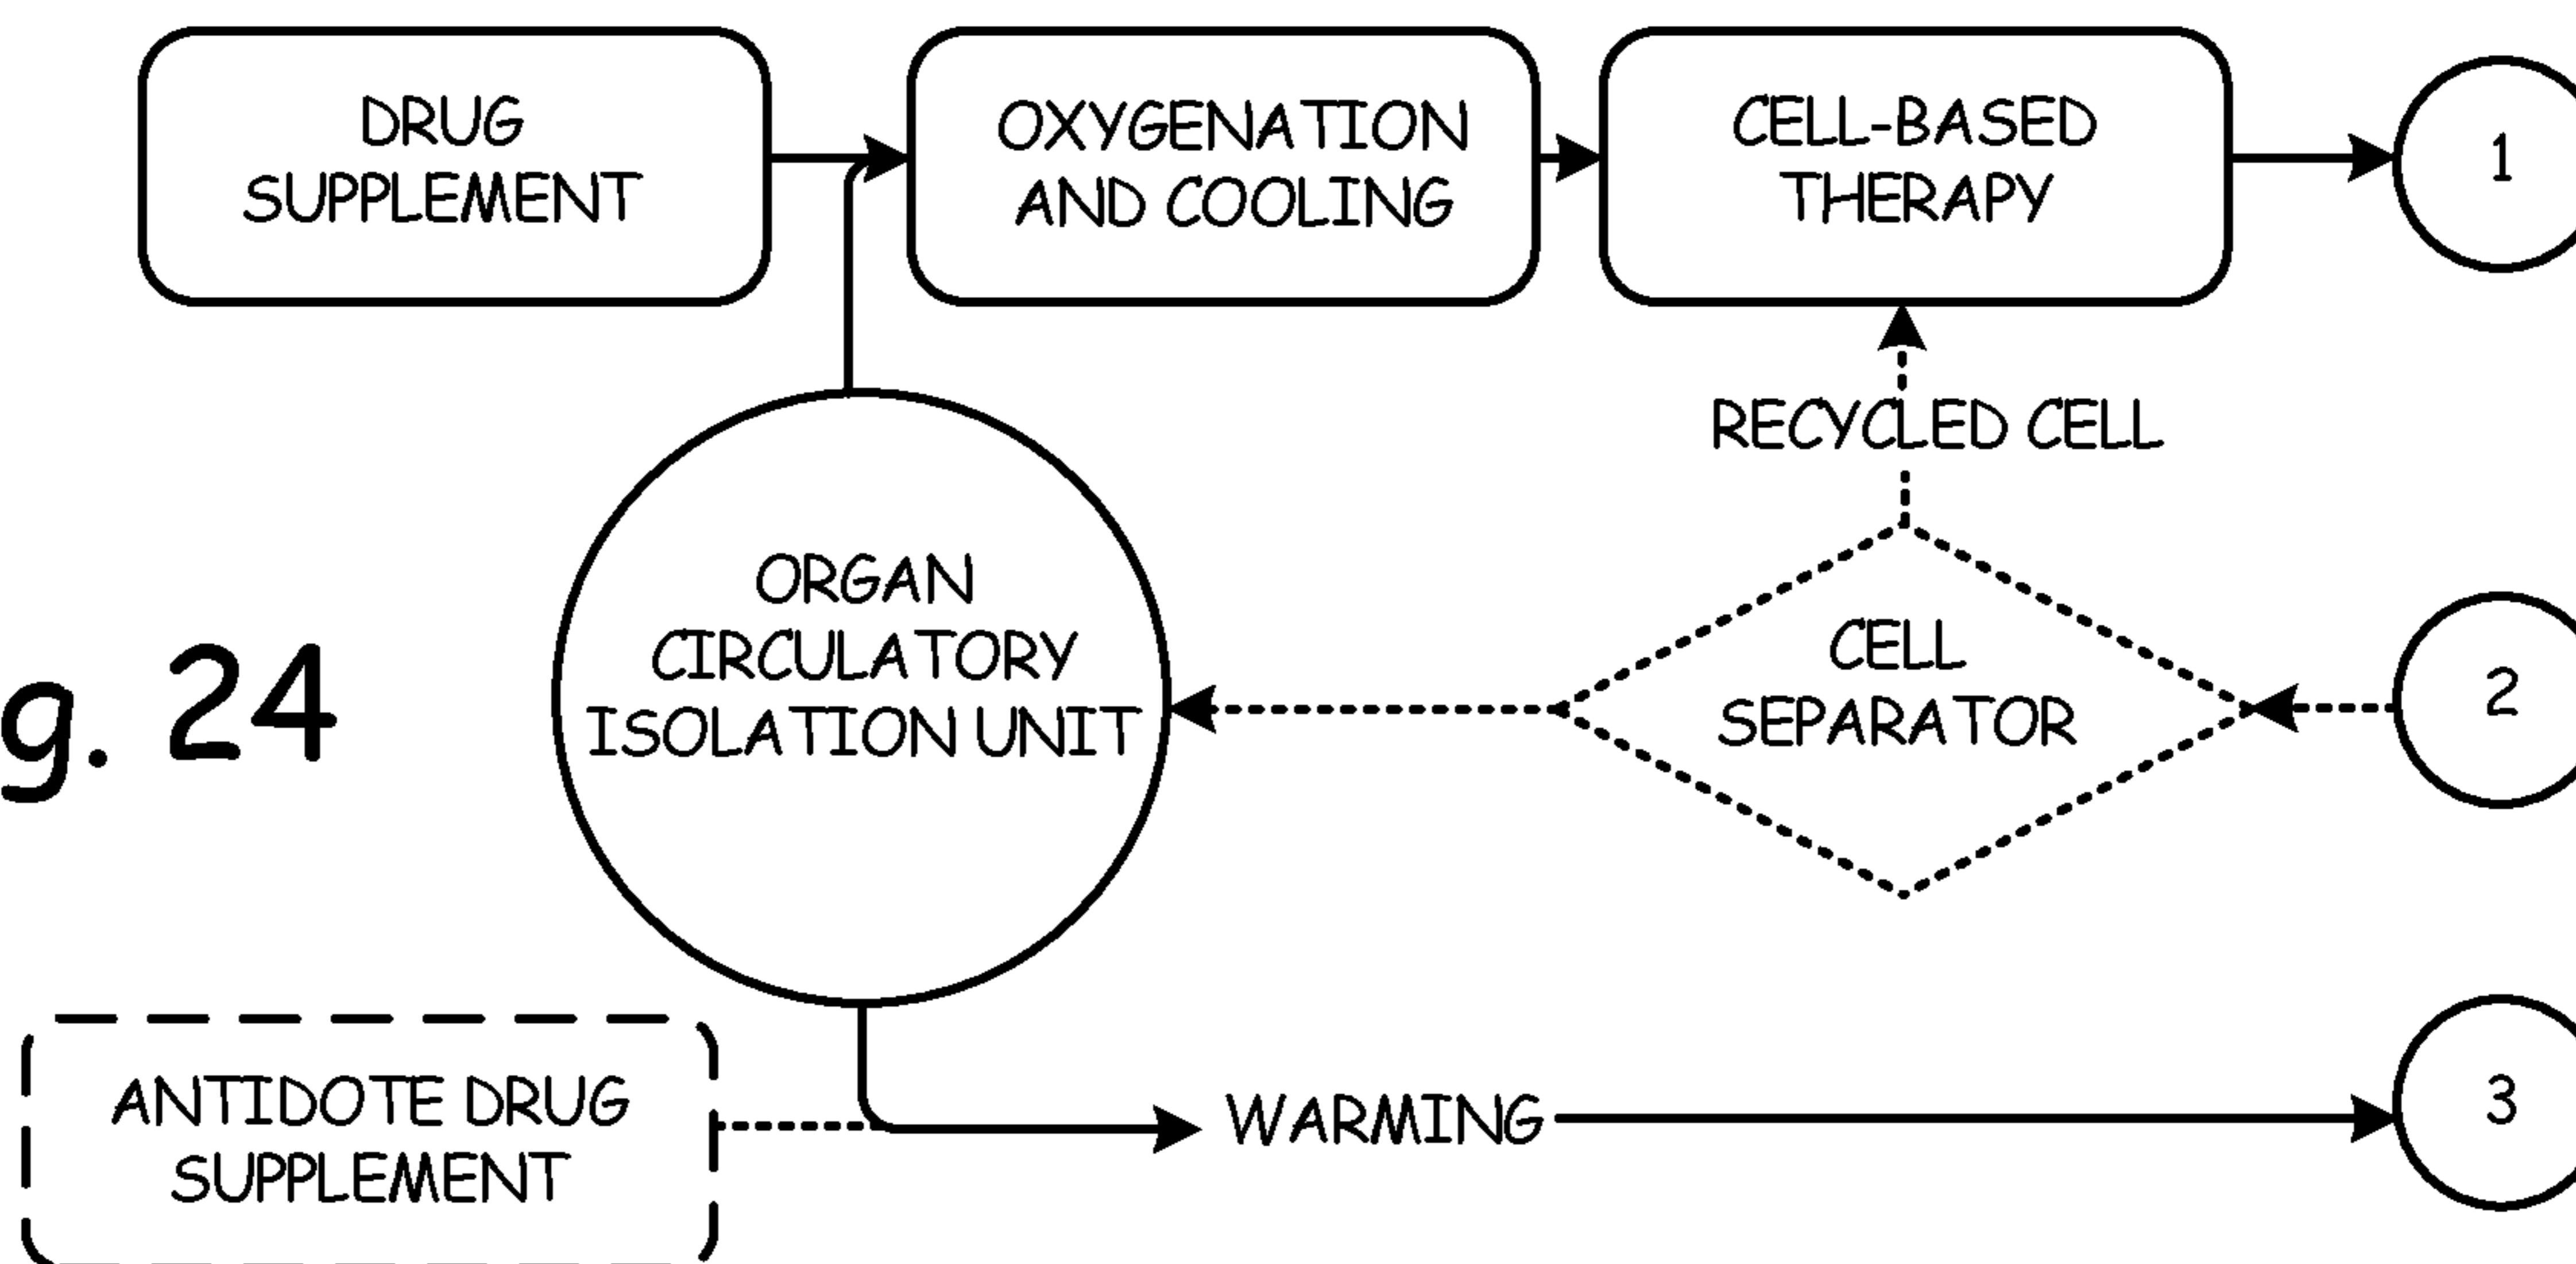 DRUG
SUPPLEMENT
OXYGENATION
AND COOLING
CELL-BASED
THERAPY
1
RECYCLED CELL
ORGAN
CIRCULATORY
ISOLATION UNIT
CELL
SEPARATOR
2
g. 24
ANTIDOTE DRUG
SUPPLEMENT
WARMING
3